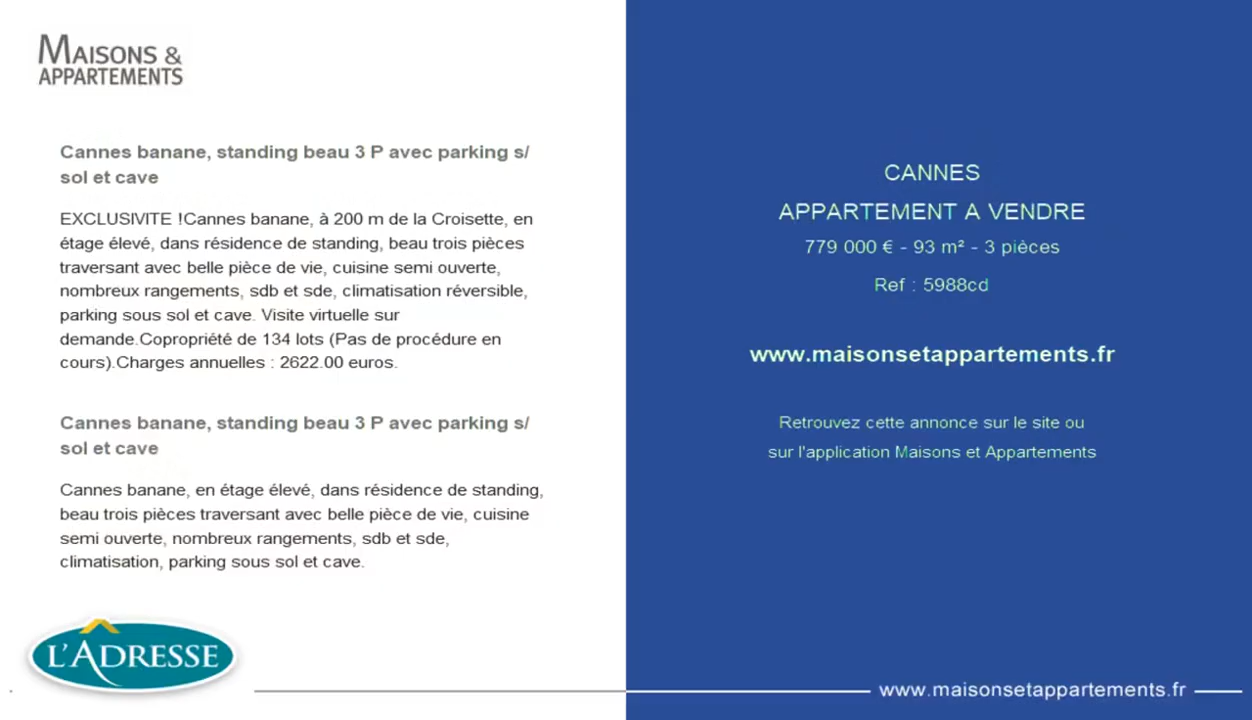 MAISONS &
APPARTEMENTS
Cannes banane, standing beau 3 P avec parking s/
sol et cave
EXCLUSIVITE !Cannes banane, à 200 m de la Croisette, en
étage élevé, dans résidence de standing, beau trois pièces
traversant avec belle pièce de vie, cuisine semi ouverte,
nombreux rangements, sdb et sde, climatisation réversible,
parking sous sol et cave. Visite virtuelle sur
demande.Copropriété de 134 lots (Pas de procédure en
cours).Charges annuelles : 2622.00 euros.
Cannes banane, standing beau 3 P avec parking s/
sol et cave
Cannes banane, en étage élevé, dans résidence de standing,
beau trois pièces traversant avec belle pièce de vie, cuisine
semi ouverte, nombreux rangements, sdb et sde,
climatisation, parking sous sol et cave.
L'ADRESSE
CANNES
APPARTEMENT A VENDRE
779 000 € - 93 m² - 3 pièces
Ref : 5988cd
www.maisonsetappartements.fr
Retrouvez cette annonce sur le site ou
sur l'application Maisons et Appartements
www.maisonsetappartements.fr